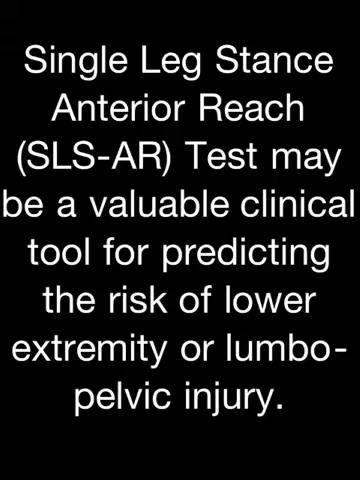 Single Leg Stance
Anterior Reach
(SLS-AR) Test may
be a valuable clinical
tool for predicting
the risk of lower
extremity or lumbo-
pelvic injury.